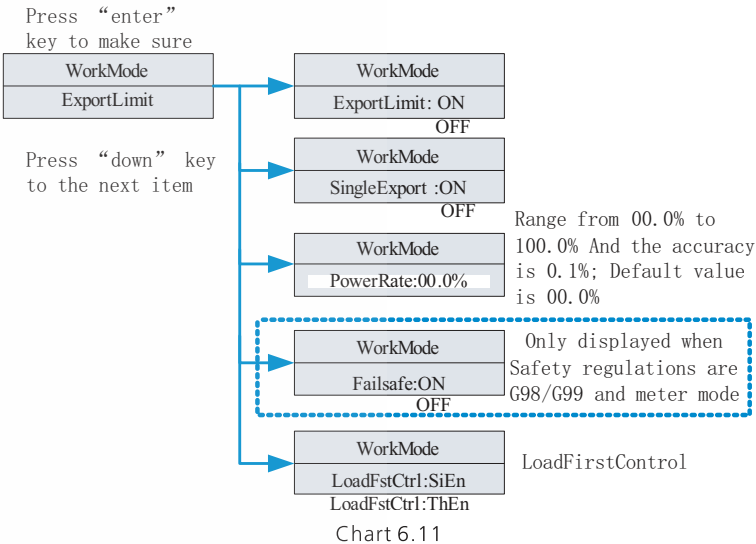 Press “enter”
key to make sure
WorkMode
ExportLimit
Press “down” key
to the next item
WorkMode
ExportLimit: ON
OFF
WorkMode
SingleExport :ON
OFF
WorkMode
PowerRate:00.0%
Range from 00.0% to
100.0% And the accuracy
is 0.1%; Default value
is 00.0%
WorkMode
Failsafe:ON
OFF
Only displayed when
Safety regulations are
G98/G99 and meter mode
WorkMode
LoadFstCtrl:SiEn
LoadFstCtrl:ThEn
LoadFirstControl
Chart 6.11